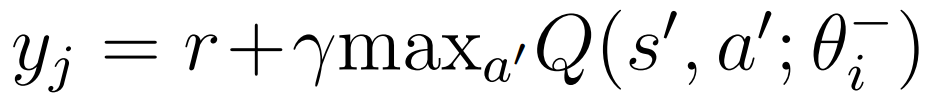 y_j = r + γmax_{a′} Q(s′, a′; θ_i^−)